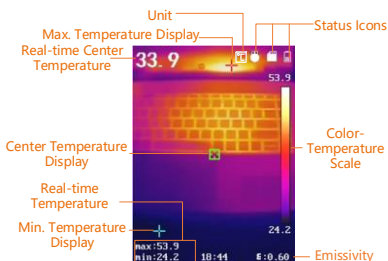 Unit
Status Icons
Max. Temperature Display
Real-time Center
Temperature
33.9
53.9
Color-
Temperature
Scale
Center Temperature
Display
Real-time
Temperature
Min. Temperature
Display
24.2
max:53.9
min:24.2 18:44 E:0.60
Emissivity